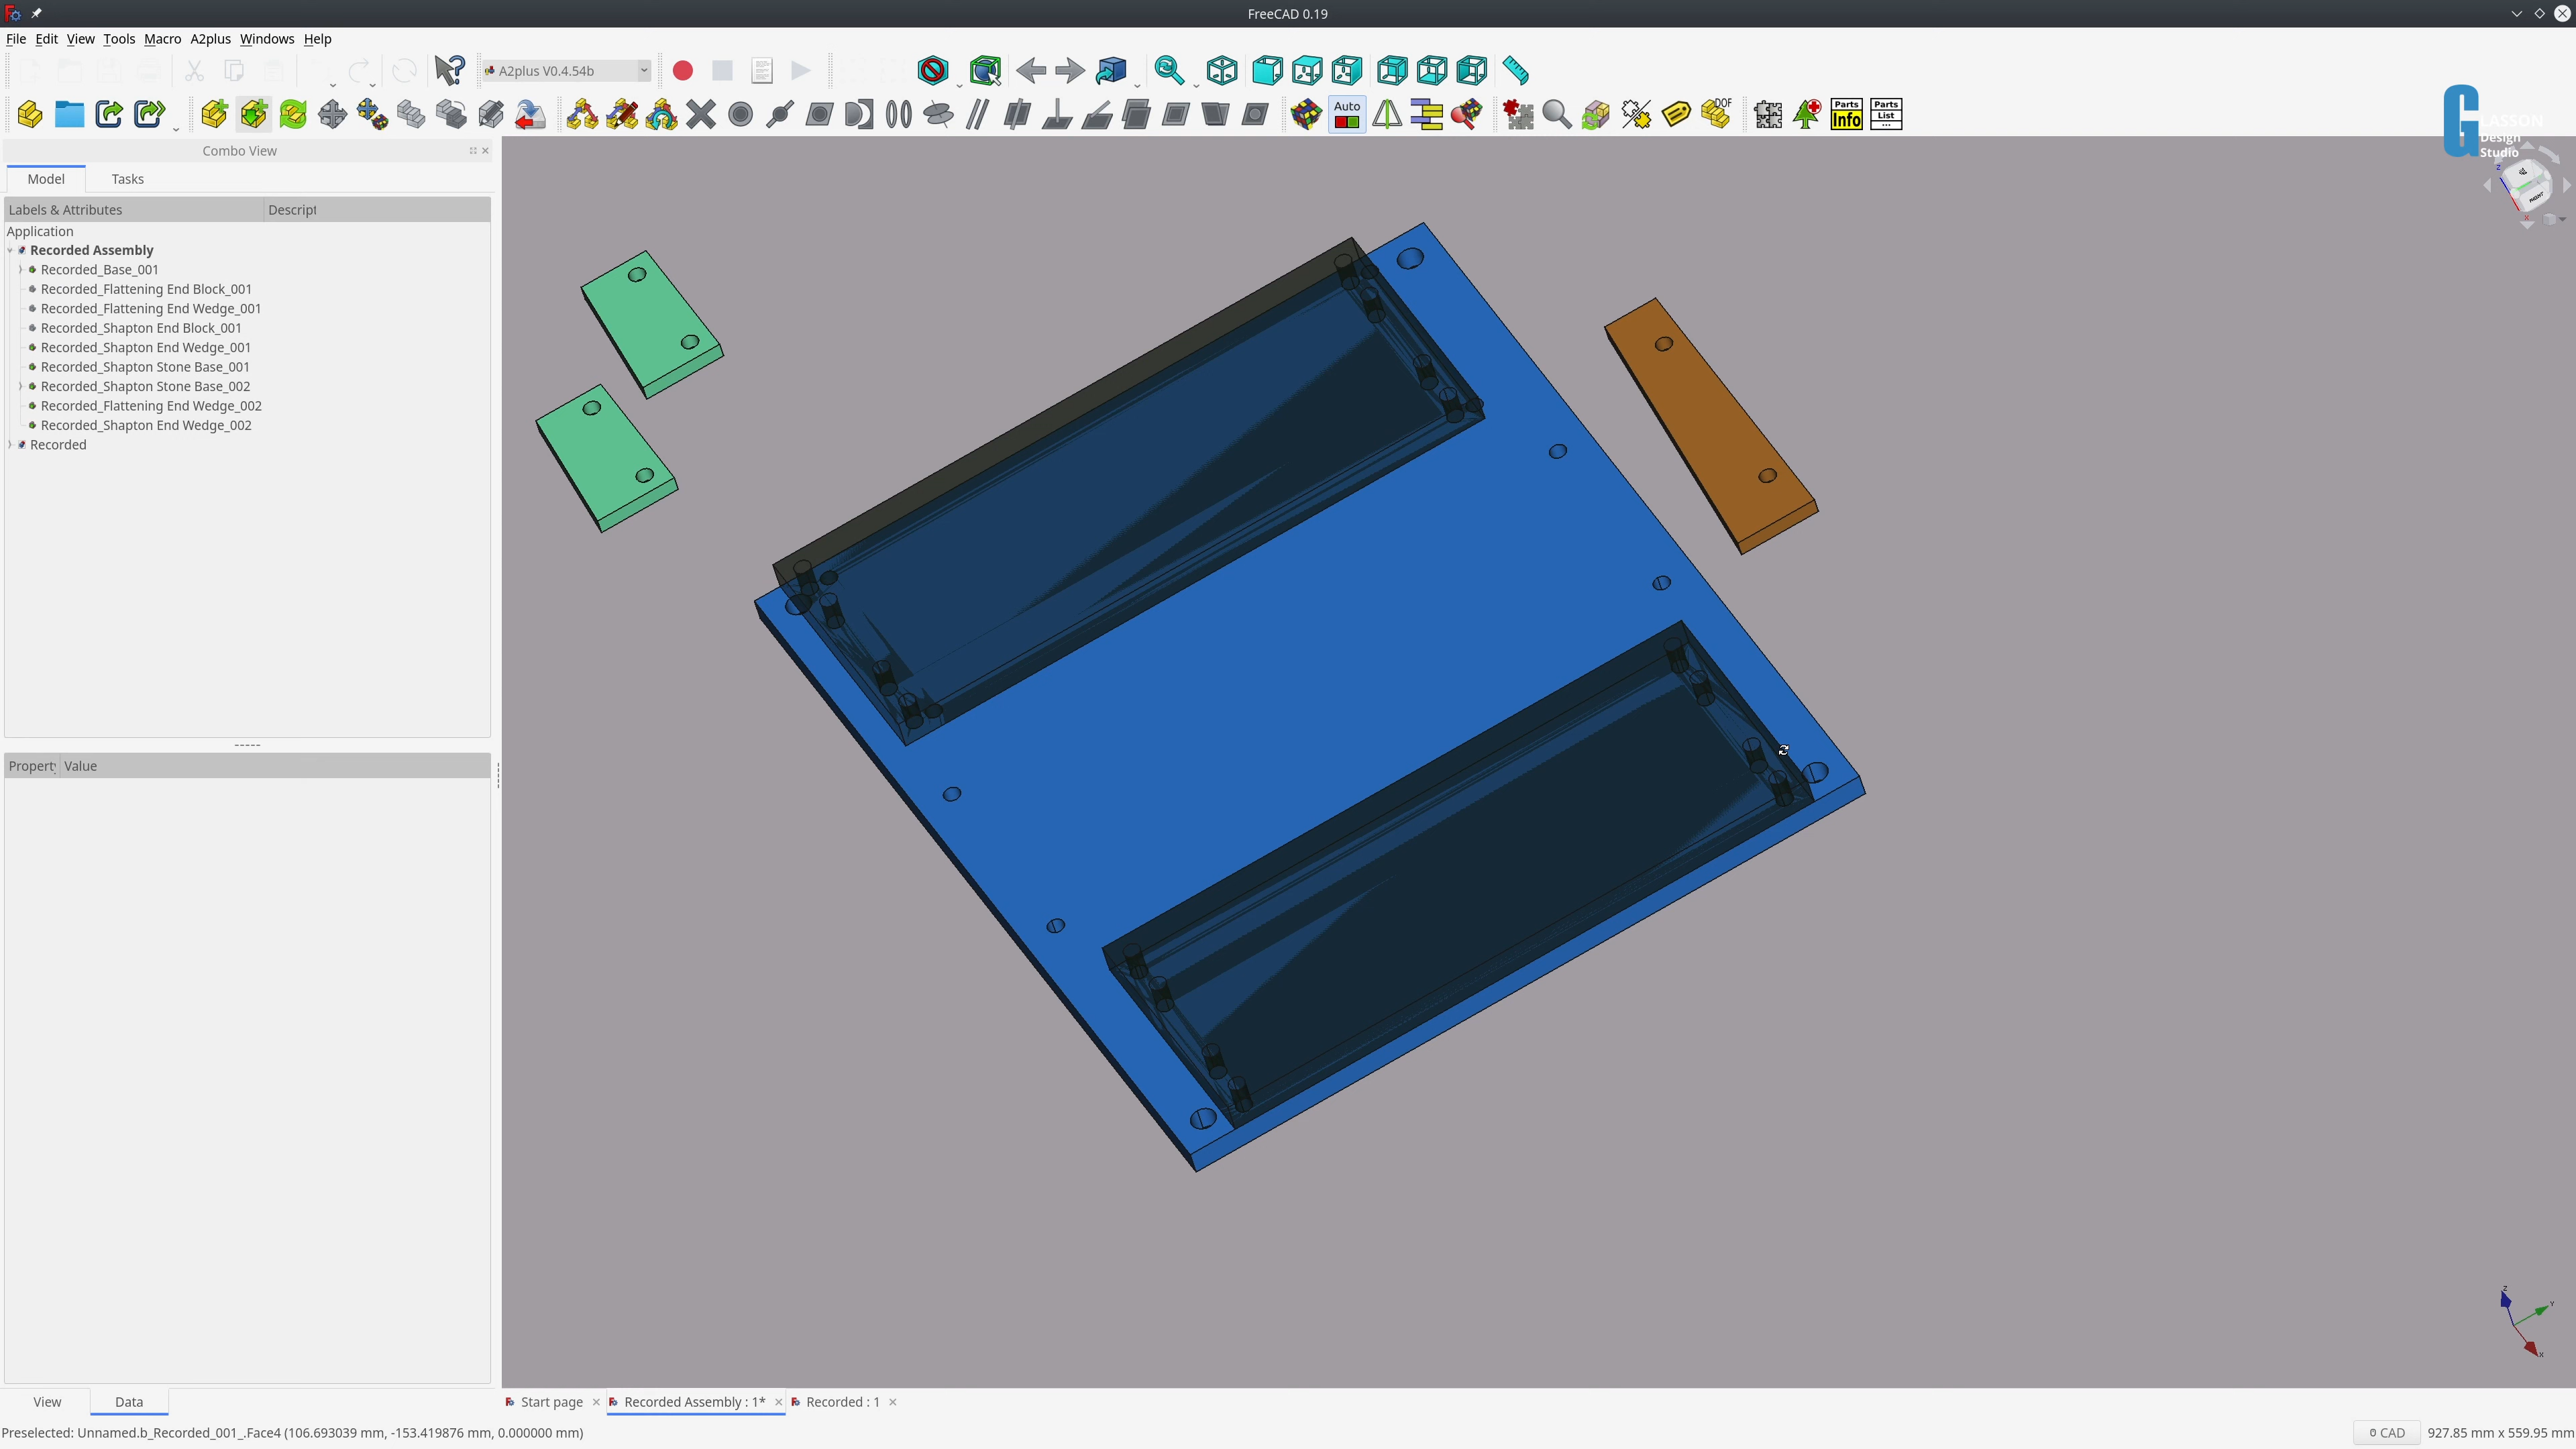 FreeCAD 0.19
File Edit View Tools Macro A2plus Windows Help
A2plus V0.4.54b
Auto
DOF
Parts
Info
Parts
List
...
G
LASSON
Design
Studio
Combo View
Model Tasks
Labels & Attributes Descript
Application
Recorded Assembly
Recorded_Base_001
Recorded_Flattening End Block_001
Recorded_Flattening End Wedge_001
Recorded_Shapton End Block_001
Recorded_Shapton End Wedge_001
Recorded_Shapton Stone Base_001
Recorded_Shapton Stone Base_002
Recorded_Flattening End Wedge_002
Recorded_Shapton End Wedge_002
Recorded
Z
RIGHT
X
Property Value
Z
Y
X
View Data
Start page Recorded Assembly : 1* Recorded : 1
Preselected: Unnamed.b_Recorded_001_.Face4 (106.693039 mm, -153.419876 mm, 0.000000 mm)
CAD 927.85 mm x 559.95 mm